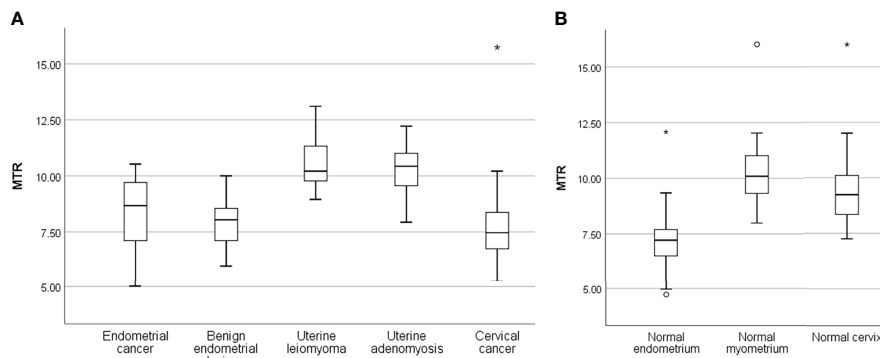 A
MTR
15.00
12.50
10.00
7.50
5.00
*
Endometrial cancer
Benign endometrial
Uterine leiomyoma
Uterine adenomyosis
Cervical cancer
B
MTR
15.00
12.50
10.00
7.50
5.00
*
*
Normal endometrium
Normal myometrium
Normal cervix